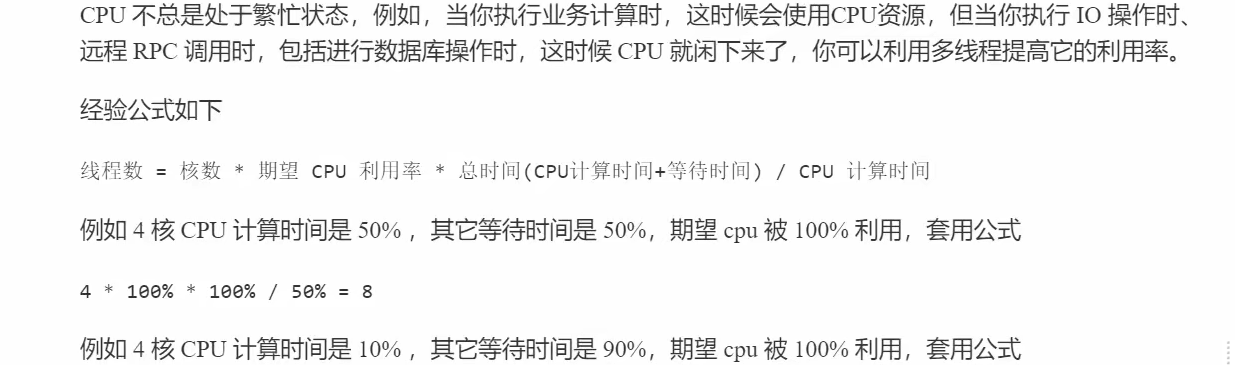 CPU 不总是处于繁忙状态，例如，当你执行业务计算时，这时候会使用CPU资源，但当你执行 IO 操作时、
远程 RPC 调用时，包括进行数据库操作时，这时候 CPU 就闲下来了，你可以利用多线程提高它的利用率。
经验公式如下
线程数 = 核数 * 期望 CPU 利用率 * 总时间(CPU计算时间+等待时间) / CPU 计算时间
例如 4 核 CPU 计算时间是 50% ，其它等待时间是 50%，期望 cpu 被 100% 利用，套用公式
4 * 100% * 100% / 50% = 8
例如 4 核 CPU 计算时间是 10% ，其它等待时间是 90%，期望 cpu 被 100% 利用，套用公式